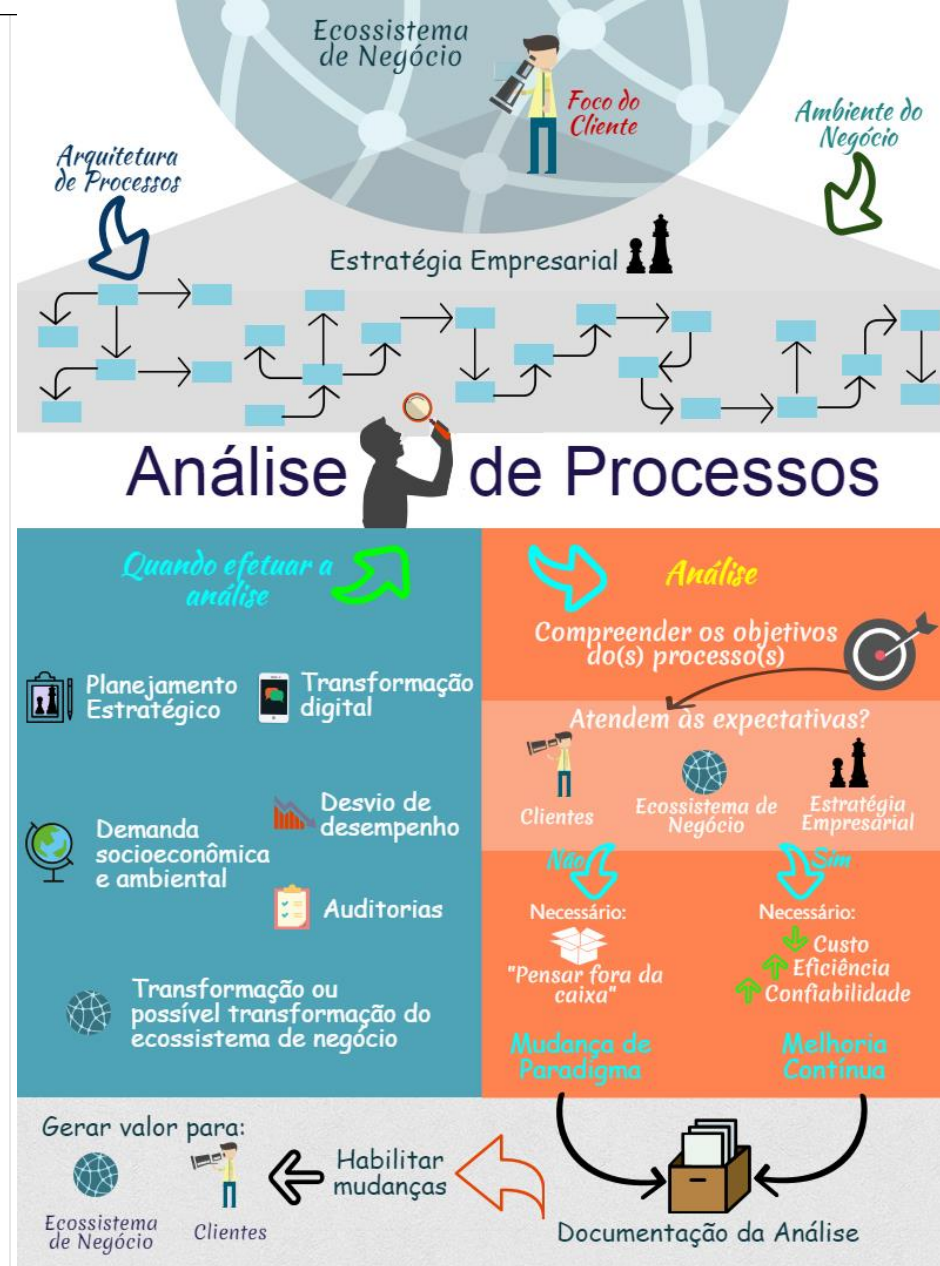 Ecossistema
de Negócio
Foco do
Cliente
Ambiente do
Negócio
Arquitetura
de Processos
Estratégia Empresarial
Análise de Processos
Quando efetuar a
análise
Planejamento
Estratégico
Transformação
digital
Demanda
socioeconômica
e ambiental
Desvio de
desempenho
Auditorias
Transformação ou
possível transformação do
ecossistema de negócio
Análise
Compreender os objetivos
do(s) processo(s)
Atendem às expectativas?
Clientes
Ecossistema de
Negócio
Estratégia
Empresarial
Não
Sim
Necessário:
"Pensar fora da
caixa"
Mudança de
Paradigma
Necessário:
Custo
Eficiência
Confiabilidade
Melhoria
Contínua
Gerar valor para:
Ecossistema
de Negócio
Clientes
Habilitar
mudanças
Documentação da Análise